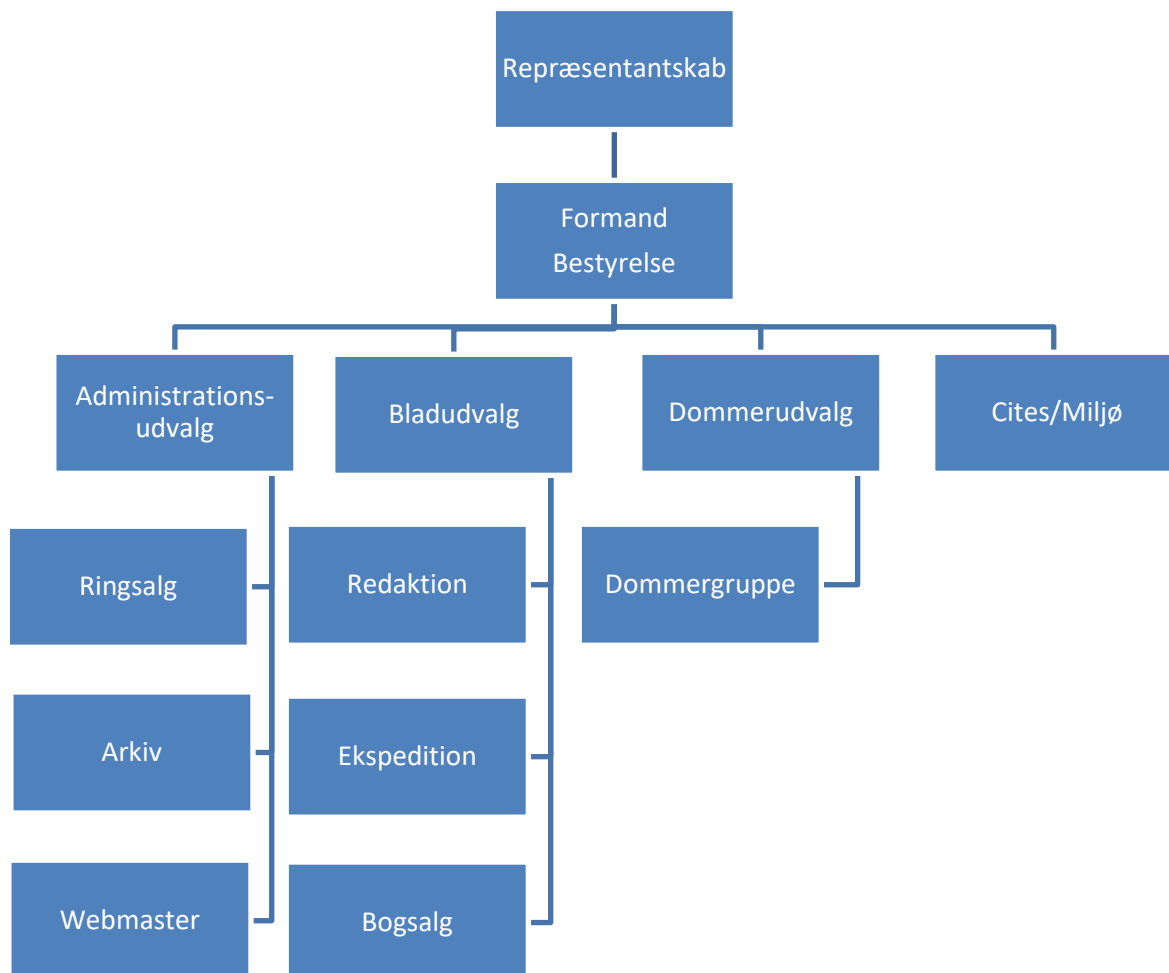 Repræsentantskab
Formand
Bestyrelse
Administrations-
udvalg
Bladudvalg
Dommerudvalg
Cites/Miljø
Ringsalg
Redaktion
Dommergruppe
Arkiv
Ekspedition
Webmaster
Bogsalg